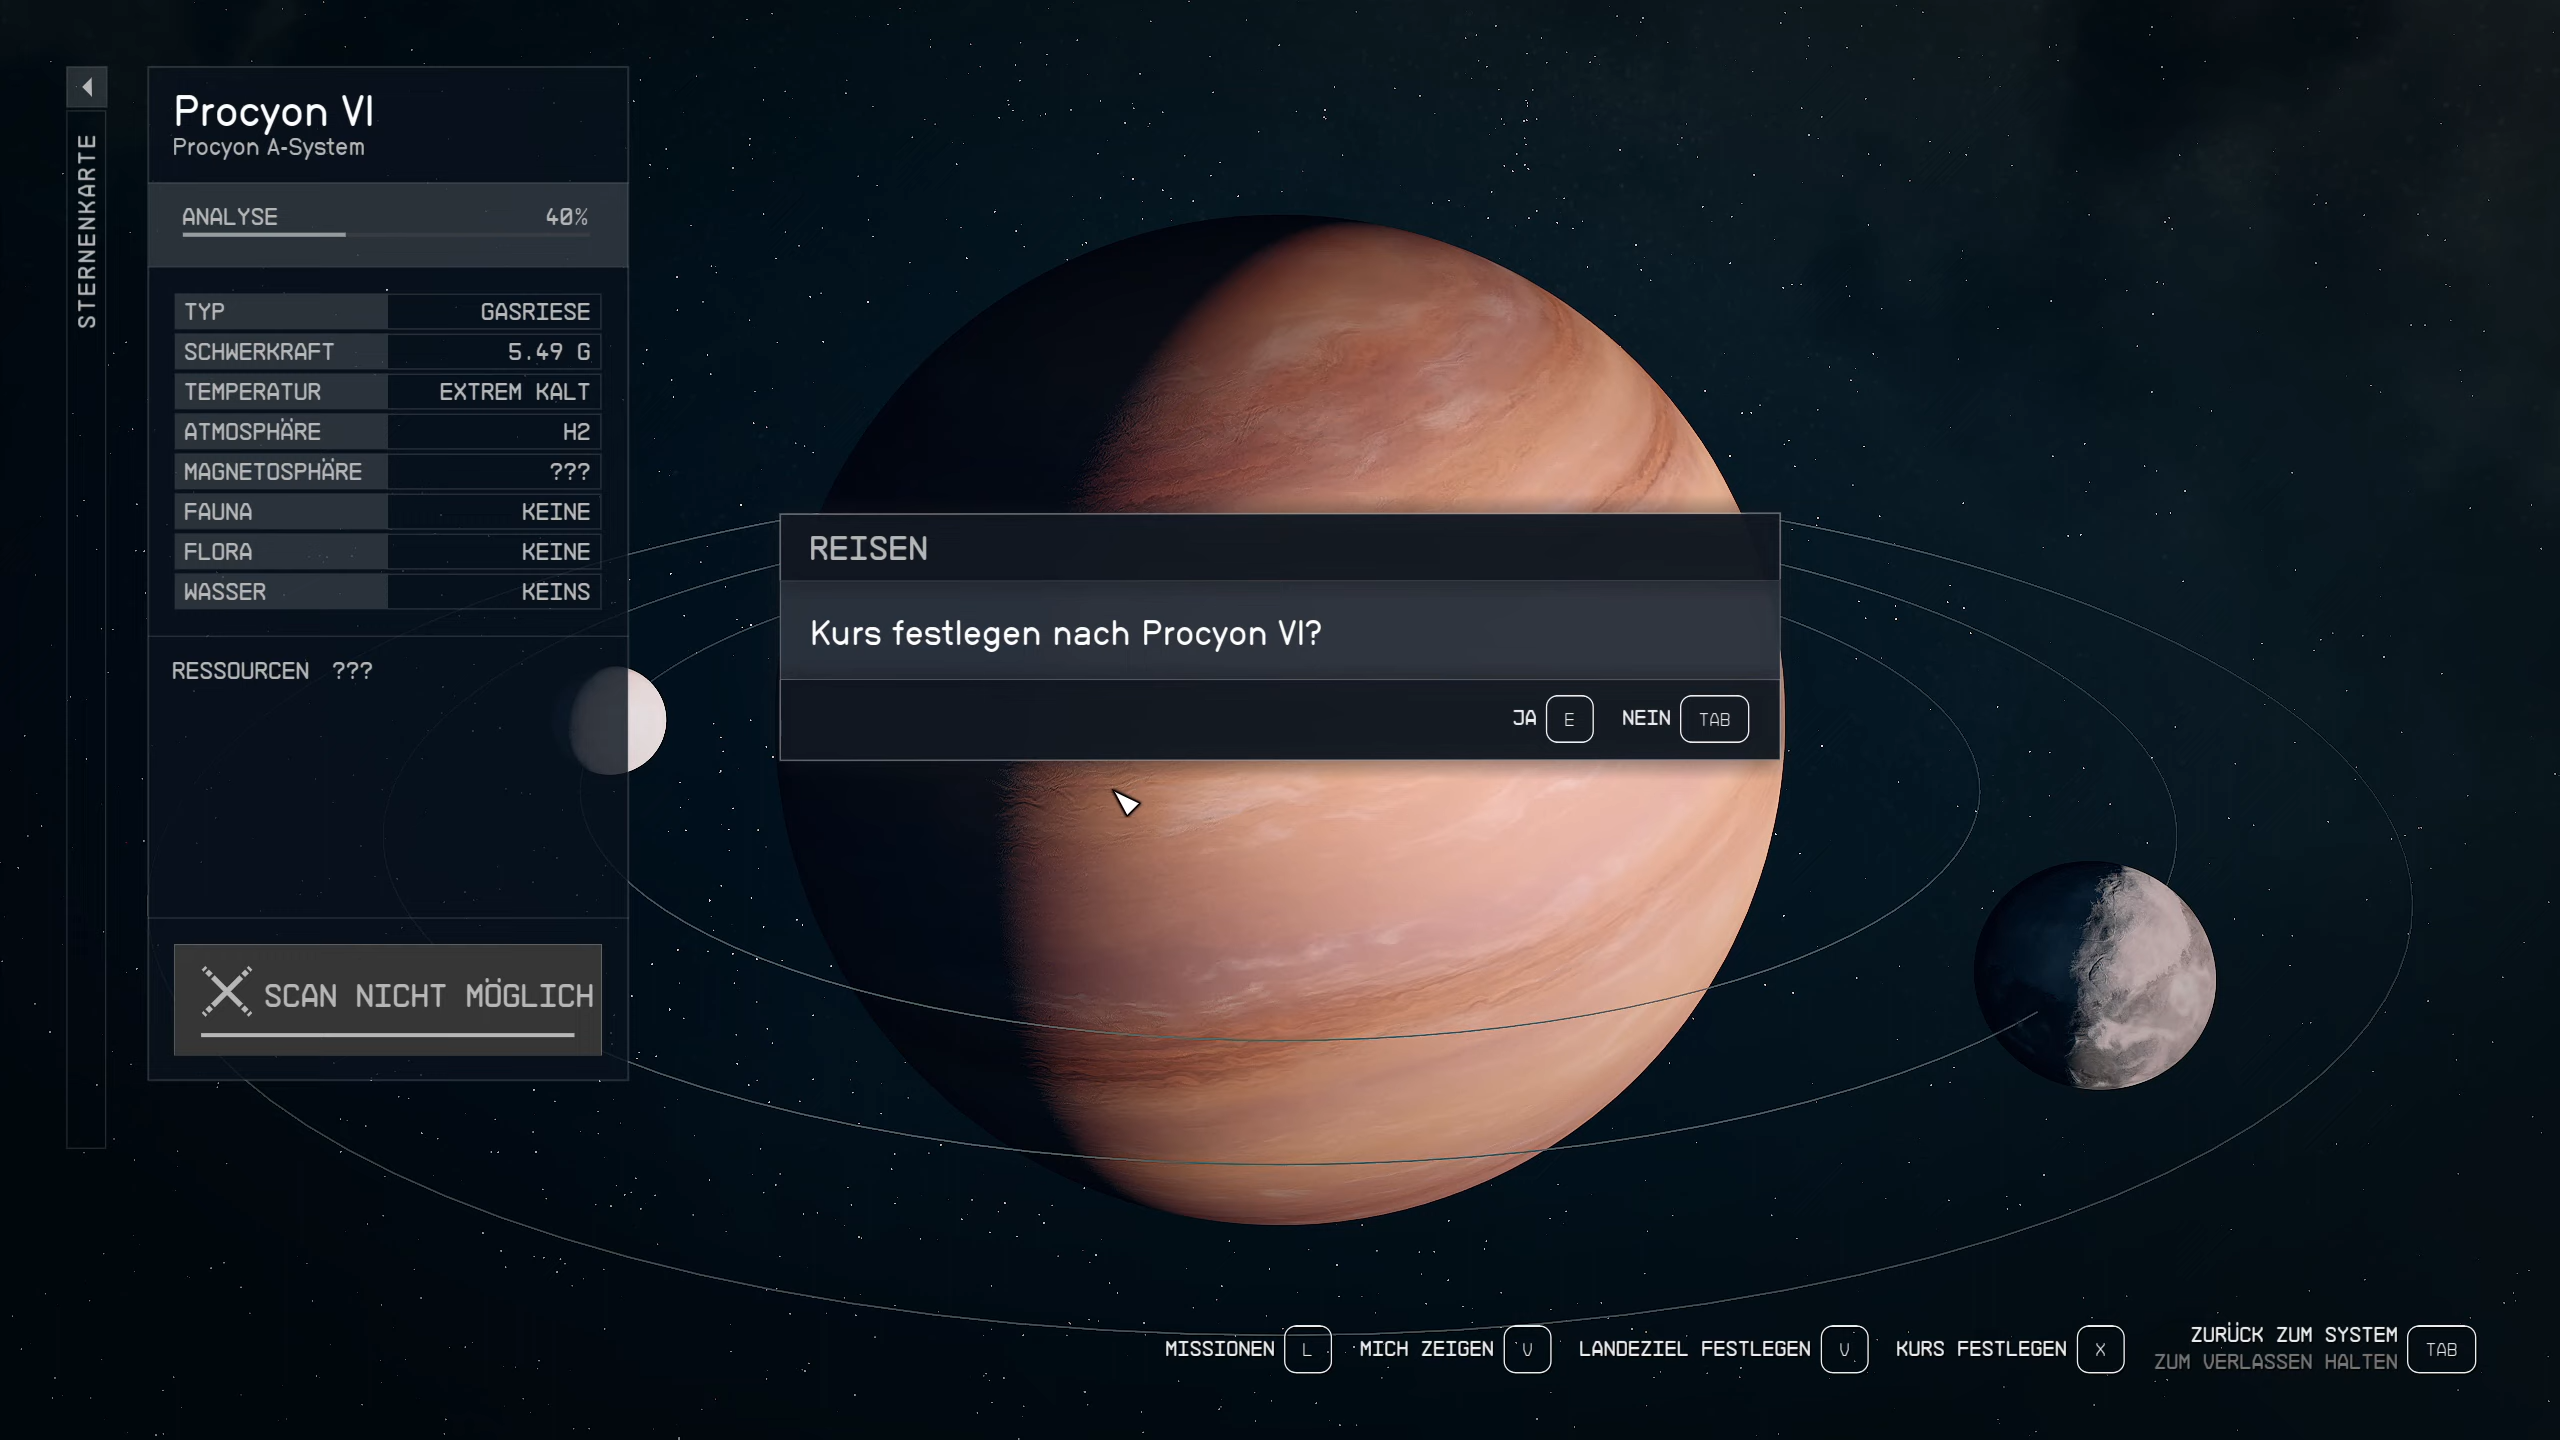 STERNENKARTE
Procyon VI
Procyon A-System
ANALYSE 40%
TYP GASRIESE
SCHWERKRAFT 5.49 G
TEMPERATUR EXTREM KALT
ATMOSPHÄRE H2
MAGNETOSPHÄRE ???
FAUNA KEINE
FLORA KEINE
WASSER KEINS
RESSOURCEN ???
SCAN NICHT MÖGLICH
REISEN
Kurs festlegen nach Procyon VI?
JA E NEIN TAB
MISSIONEN L MICH ZEIGEN V LANDEZIEL FESTLEGEN U KURS FESTLEGEN X ZURÜCK ZUM SYSTEM TAB
ZUM VERLASSEN HALTEN